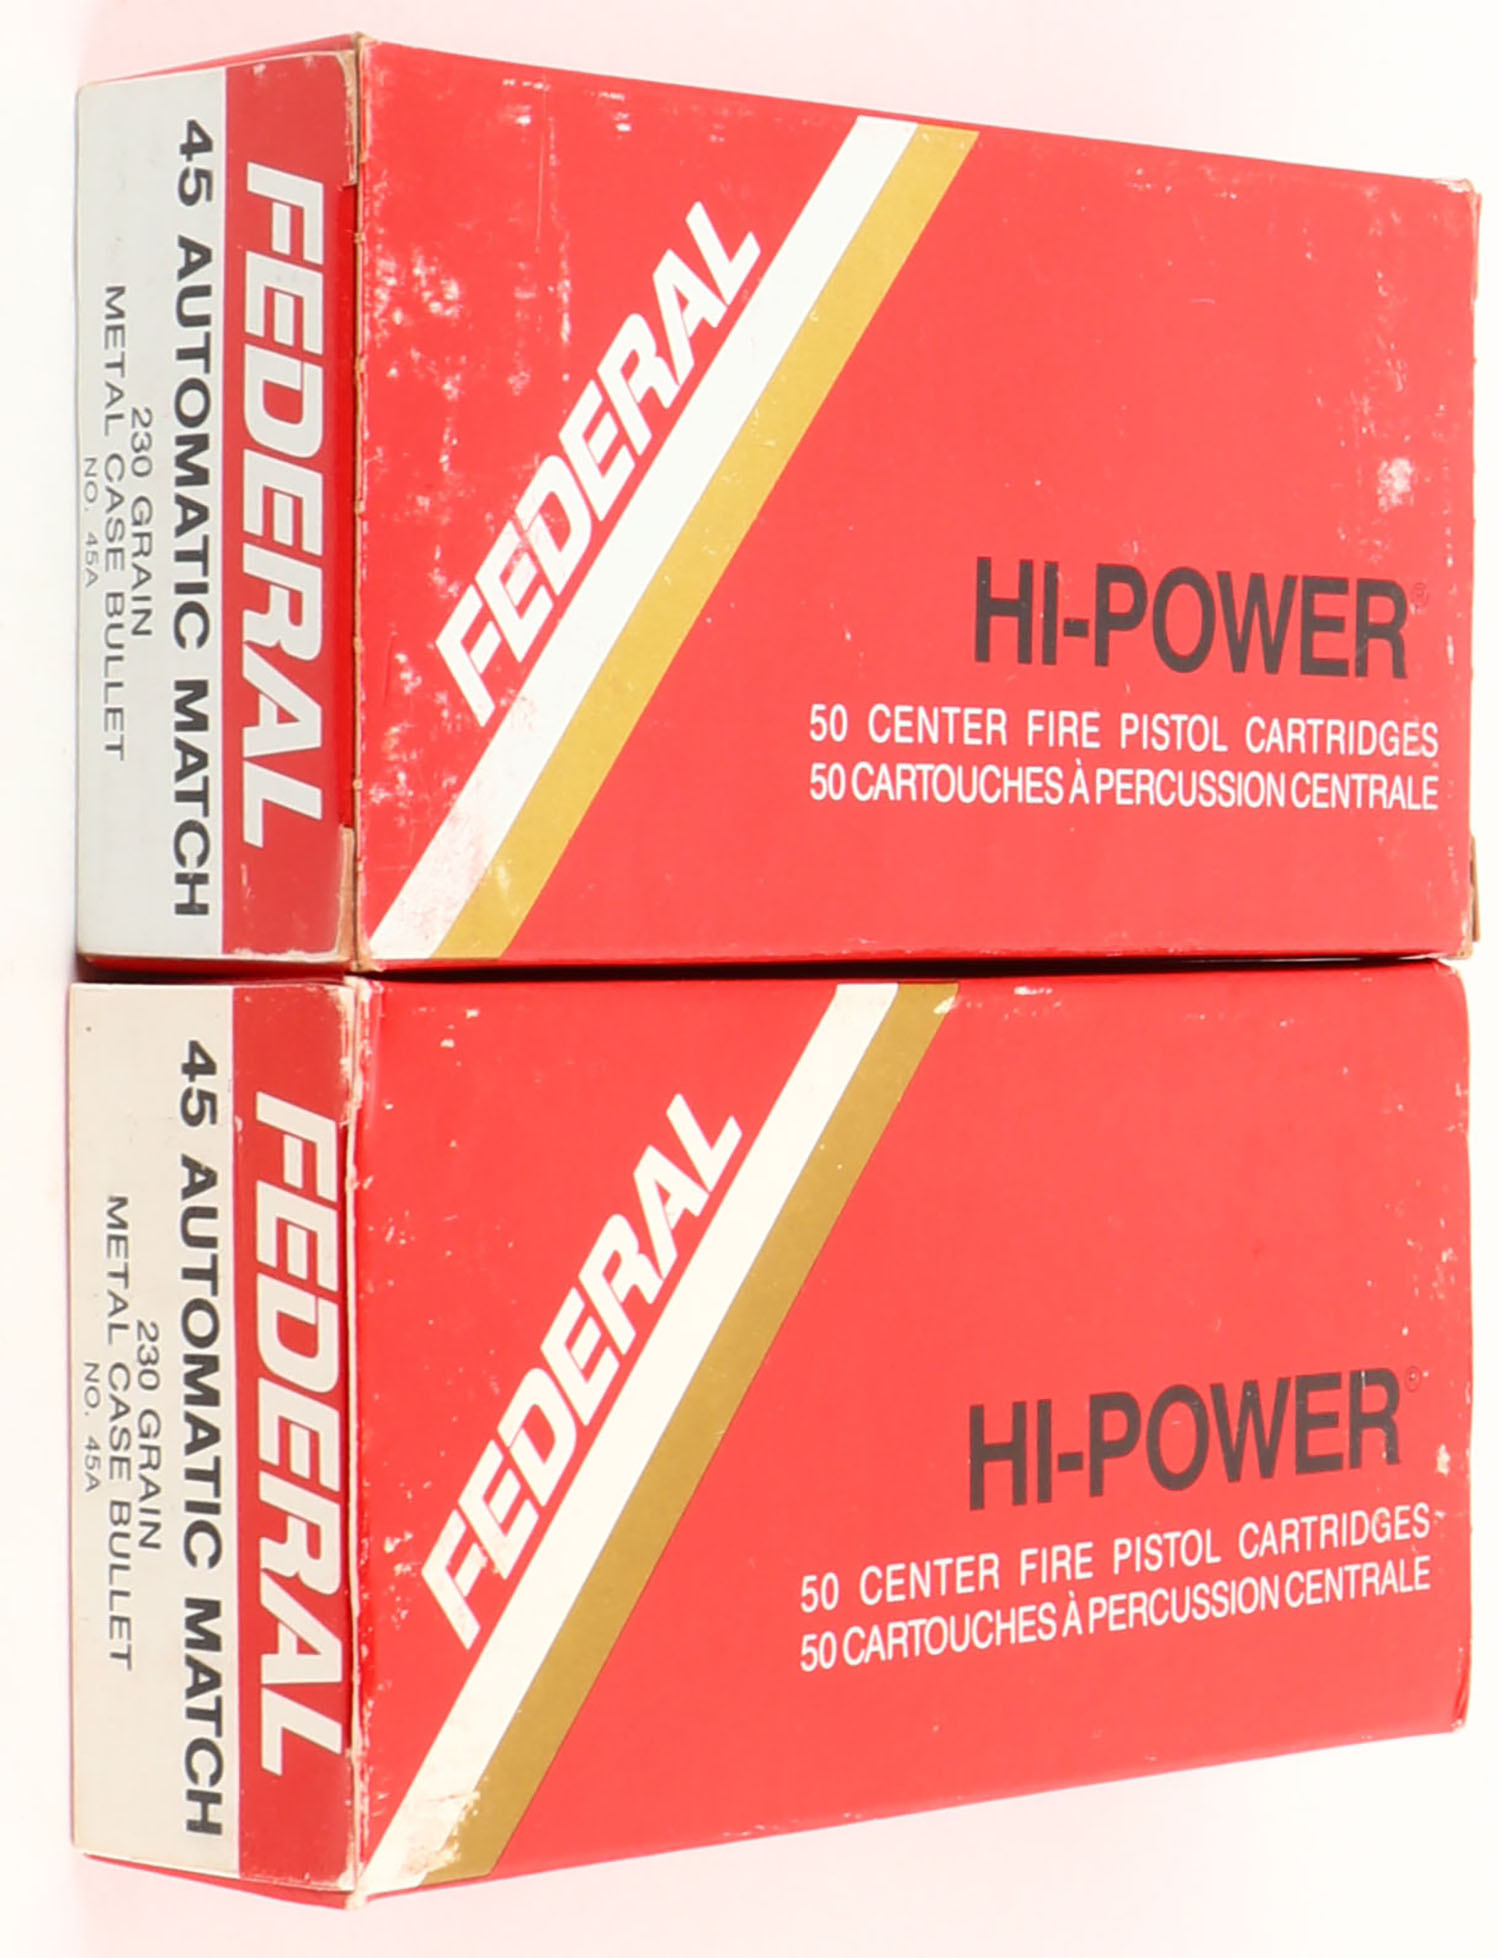 FEDERAL
45 AUTOMATIC MATCH
230 GRAIN
METAL CASE BULLET
NO. 45A
FEDERAL
HI-POWER®
50 CENTER FIRE PISTOL CARTRIDGES
50 CARTOUCHES À PERCUSSION CENTRALE
FEDERAL
45 AUTOMATIC MATCH
230 GRAIN
METAL CASE BULLET
NO. 45A
FEDERAL
HI-POWER®
50 CENTER FIRE PISTOL CARTRIDGES
50 CARTOUCHES À PERCUSSION CENTRALE